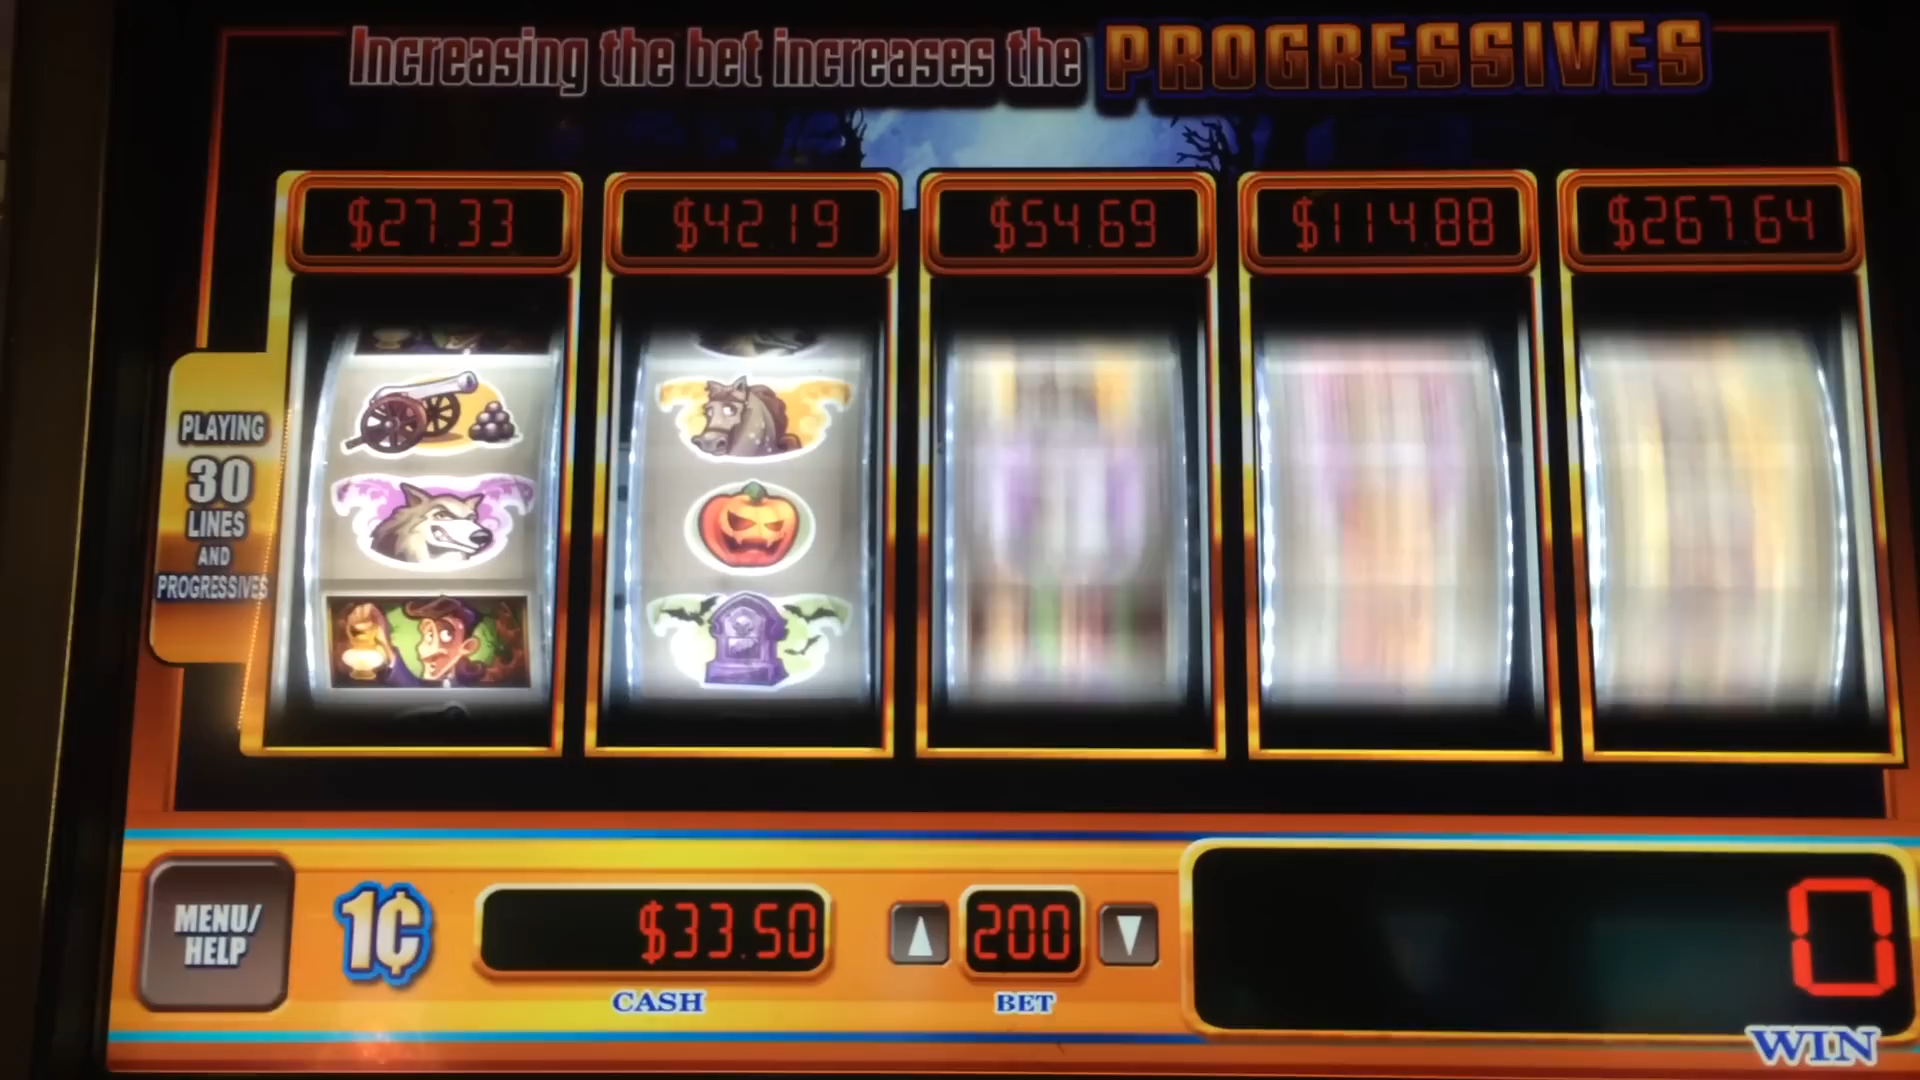 Increasing the bet increases the PROGRESSIVES
$27.33
$42.19
$54.69
$114.88
$267.64
PLAYING
30
LINES
AND
PROGRESSIVES
MENU/
HELP
1¢
$33.50
CASH
200
BET
0
WIN